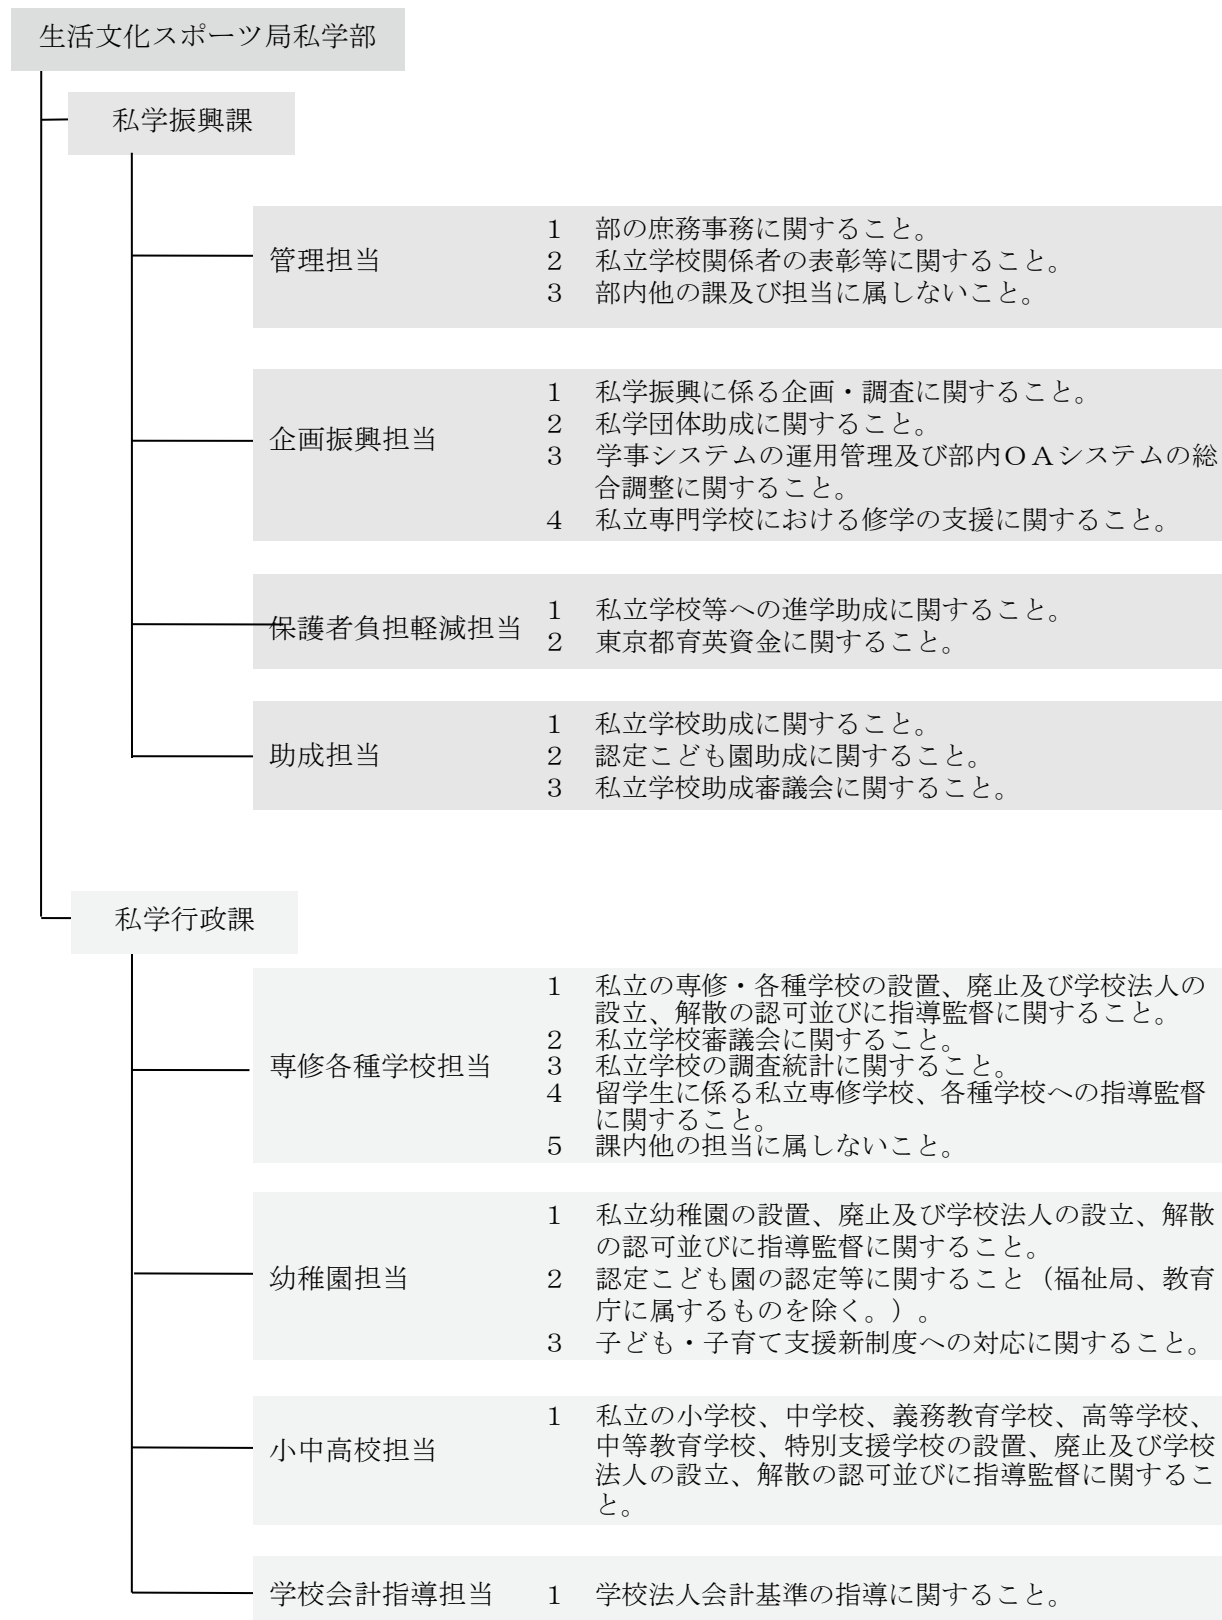 生活文化スポーツ局私学部
私学振興課
管理担当
１　部の庶務事務に関すること。
２　私立学校関係者の表彰等に関すること。
３　部内他の課及び担当に属しないこと。
企画振興担当
１　私学振興に係る企画・調査に関すること。
２　私学団体助成に関すること。
３　学事システムの運用管理及び部内ＯＡシステムの総
合調整に関すること。
４　私立専門学校における修学の支援に関すること。
保護者負担軽減担当
１　私立学校等への進学助成に関すること。
２　東京都育英資金に関すること。
助成担当
１　私立学校助成に関すること。
２　認定こども園助成に関すること。
３　私立学校助成審議会に関すること。
私学行政課
専修各種学校担当
１　私立の専修・各種学校の設置、廃止及び学校法人の
設立、解散の認可並びに指導監督に関すること。
２　私立学校審議会に関すること。
３　私立学校の調査統計に関すること。
４　留学生に係る私立専修学校、各種学校への指導監督
に関すること。
５　課内他の担当に属しないこと。
幼稚園担当
１　私立幼稚園の設置、廃止及び学校法人の設立、解散
の認可並びに指導監督に関すること。
２　認定こども園の認定等に関すること（福祉局、教育
庁に属するものを除く。）。
３　子ども・子育て支援新制度への対応に関すること。
小中高校担当
１　私立の小学校、中学校、義務教育学校、高等学校、
中等教育学校、特別支援学校の設置、廃止及び学校
法人の設立、解散の認可並びに指導監督に関するこ
と。
学校会計指導担当
１　学校法人会計基準の指導に関すること。